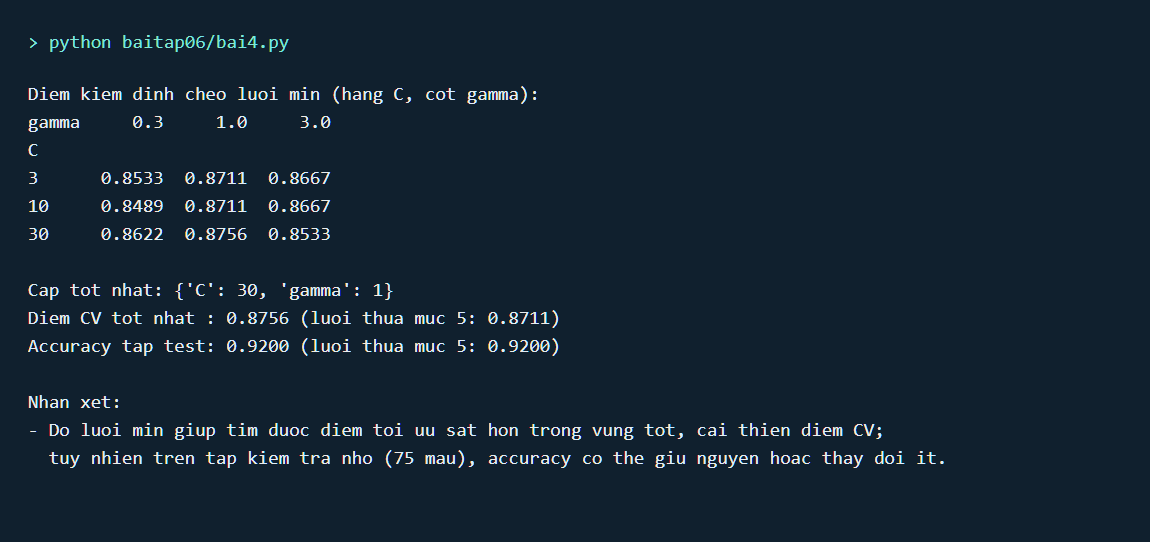 > python baitap06/bai4.py
Diem kiem dinh cheo luoi min (hang C, cot gamma):
gamma     0.3     1.0     3.0
C
3      0.8533  0.8711  0.8667
10     0.8489  0.8711  0.8667
30     0.8622  0.8756  0.8533
Cap tot nhat: {'C': 30, 'gamma': 1}
Diem CV tot nhat : 0.8756 (luoi thua muc 5: 0.8711)
Accuracy tap test: 0.9200 (luoi thua muc 5: 0.9200)
Nhan xet:
- Do luoi min giup tim duoc diem toi uu sat hon trong vung tot, cai thien diem CV;
  tuy nhien tren tap kiem tra nho (75 mau), accuracy co the giu nguyen hoac thay doi it.